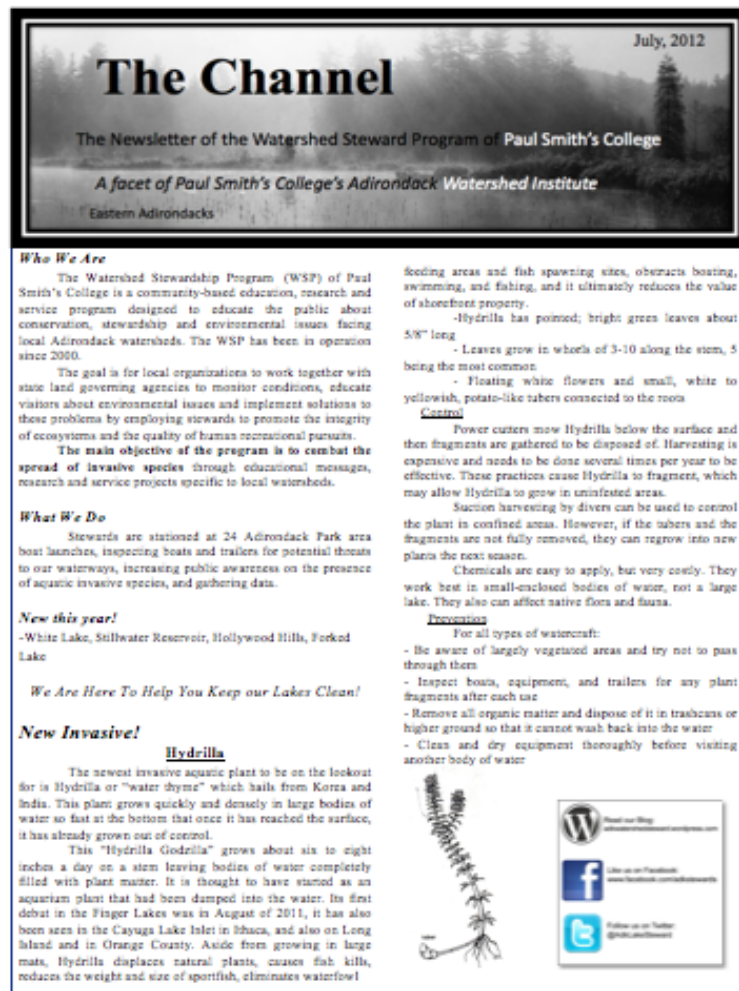 July, 2012
The Channel
The Newsletter of the Watershed Steward Program of Paul Smith's College
A facet of Paul Smith's College's Adirondack Watershed Institute
Eastern Adirondacks
Who We Are
The Watershed Stewardship Program (WSP) of Paul
Smith's College is a community-based education, research and
service program designed to educate the public about
conservation, stewardship and environmental issues facing
local Adirondack watersheds. The WSP has been in operation
since 2000.
The goal is for local organizations to work together with
state land governing agencies to monitor conditions, educate
visitors about environmental issues and implement solutions to
these problems by employing stewards to promote the integrity
of ecosystems and the quality of human recreational pursuits.
The main objective of the program is to combat the
spread of invasive species through educational messages,
research and service projects specific to local watersheds.
What We Do
Stewards are stationed at 24 Adirondack Park area
boat launches, inspecting boats and trailers for potential threats
to our waterways, increasing public awareness on the presence
of aquatic invasive species, and gathering data.
New this year!
-White Lake, Stillwater Reservoir, Hollywood Hills, Forked
Lake
We Are Here To Help You Keep our Lakes Clean!
New Invasive!
Hydrilla
The newest invasive aquatic plant to be on the lookout
for is Hydrilla or "water thyme" which hails from Korea and
India. This plant grows quickly and densely in large bodies of
water so fast at the bottom that once it has reached the surface,
it has already grown out of control.
This "Hydrilla Godzilla" grows about six to eight
inches a day on a stem leaving bodies of water completely
filled with plant matter. It is thought to have started as an
aquarium plant that had been dumped into the water. Its first
debut in the Finger Lakes was in August of 2011, it has also
been seen in the Cayuga Lake Inlet in Ithaca, and also on Long
Island and in Orange County. Aside from growing in large
mats, Hydrilla displaces natural plants, causes fish kills,
reduces the weight and size of sportfish, eliminates waterfowl
feeding areas and fish spawning sites, obstructs boating,
swimming, and fishing, and it ultimately reduces the value
of shorefront property.
-Hydrilla has pointed; bright green leaves about
5/8" long
- Leaves grow in whorls of 3-10 along the stem, 5
being the most common
- Floating white flowers and small, white to
yellowish, potato-like tubers connected to the roots
Control
Power cutters mow Hydrilla below the surface and
then fragments are gathered to be disposed of. Harvesting is
expensive and needs to be done several times per year to be
effective. These practices cause Hydrilla to fragment, which
may allow Hydrilla to grow in uninfested areas.
Suction harvesting by divers can be used to control
the plant in confined areas. However, if the tubers and the
fragments are not fully removed, they can regrow into new
plants the next season.
Chemicals are easy to apply, but very costly. They
work best in small-enclosed bodies of water, not a large
lake. They also can affect native flora and fauna.
Prevention
For all types of watercraft:
- Be aware of largely vegetated areas and try not to pass
through them
- Inspect boats, equipment, and trailers for any plant
fragments after each use
- Remove all organic matter and dispose of it in trashcans or
higher ground so that it cannot wash back into the water
- Clean and dry equipment thoroughly before visiting
another body of water
Read our Blog:
adkwatershedsteward.wordpress.com
Like us on Facebook:
www.facebook.com/adkstewards
Follow us on Twitter:
@AdkLakeSteward